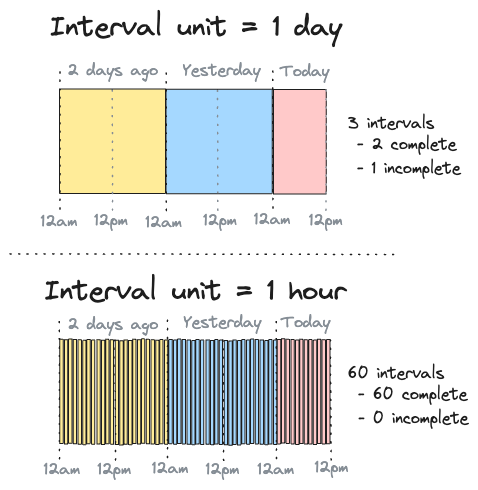 Interval unit = 1 day
2 days ago Yesterday Today
3 intervals
- 2 complete
- 1 incomplete
12am 12pm 12am 12pm 12am 12pm
Interval unit = 1 hour
2 days ago Yesterday Today
60 intervals
- 60 complete
- 0 incomplete
12am 12pm 12am 12pm 12am 12pm